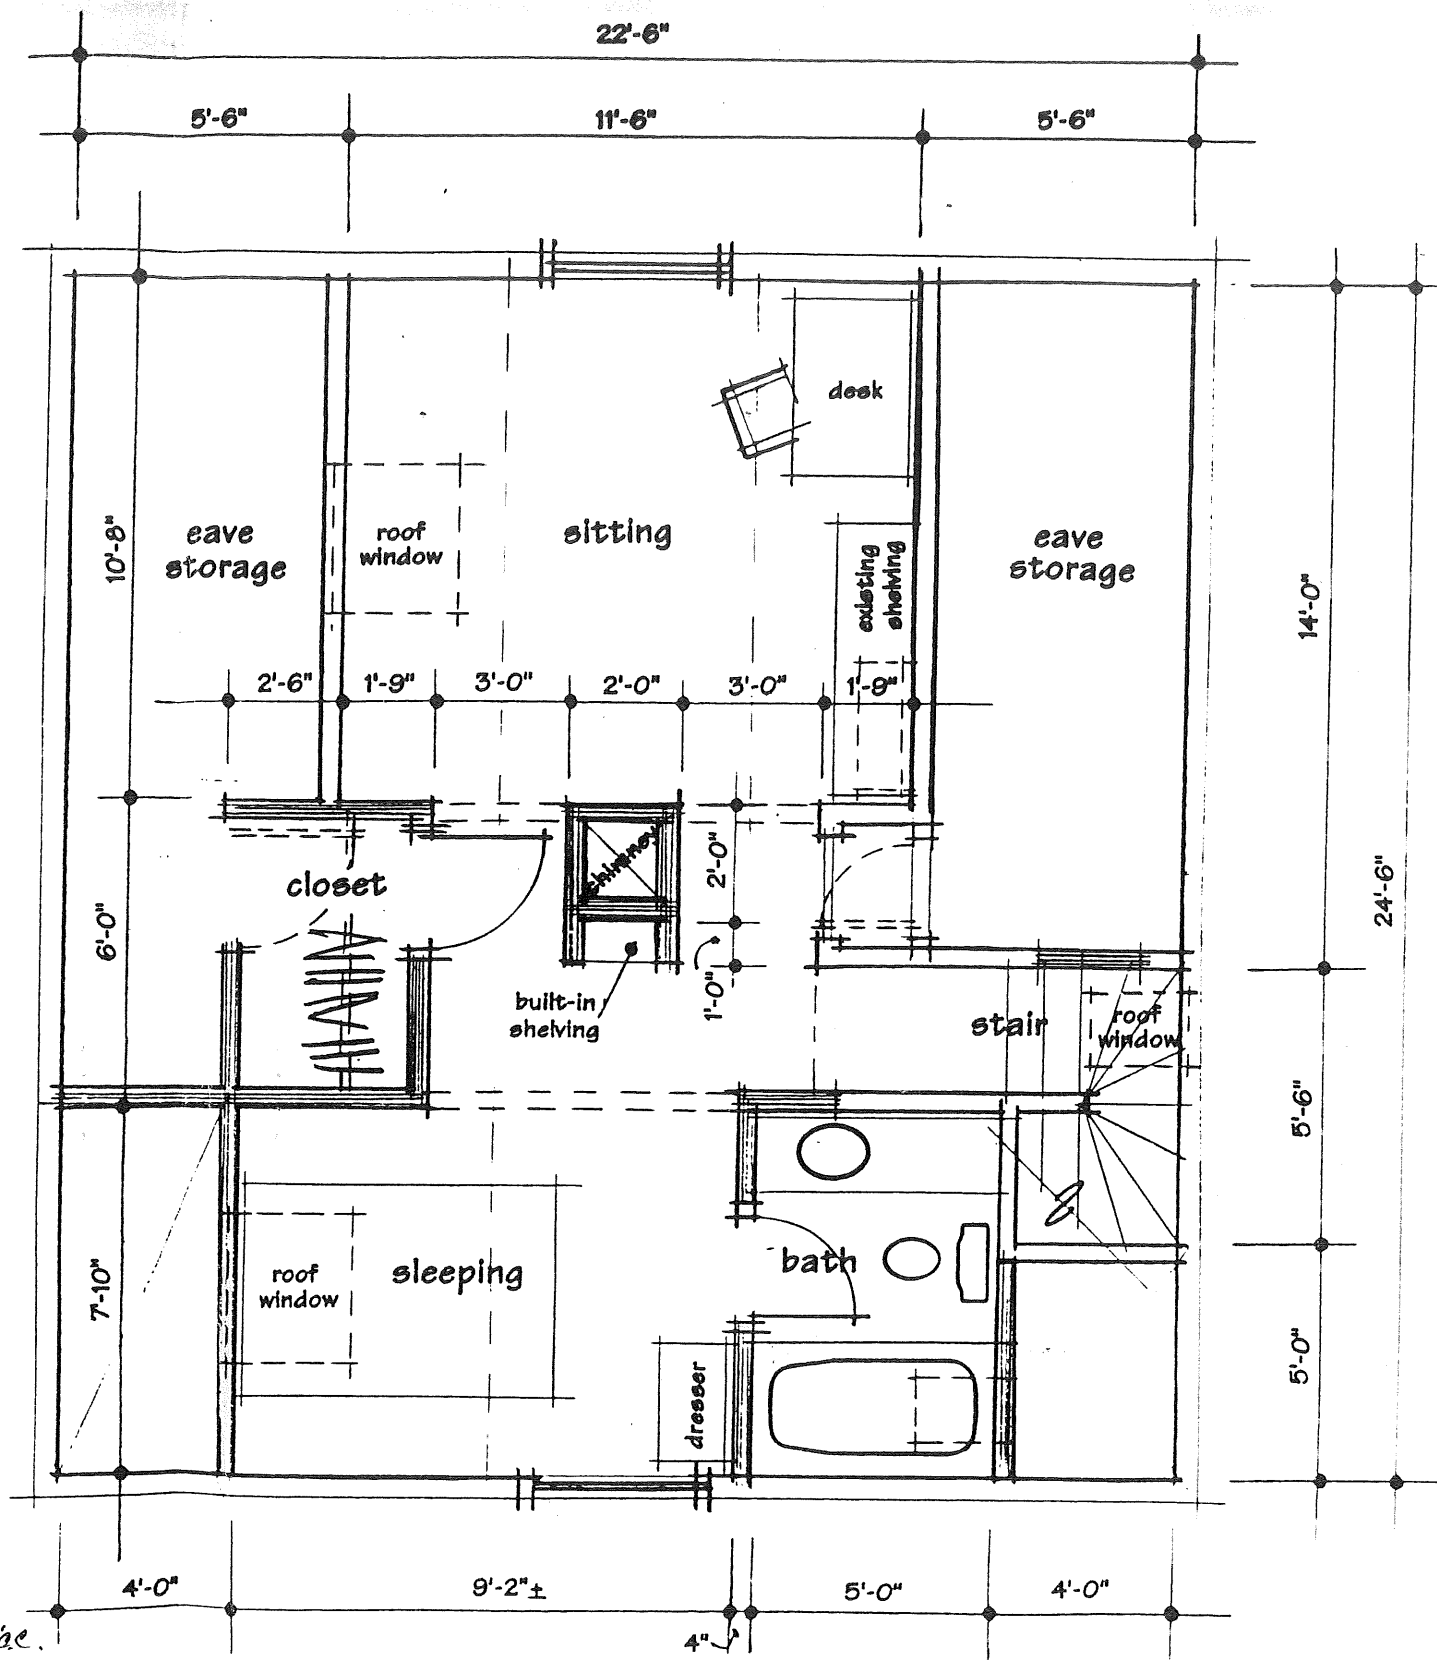 22'-6"
5'-6"
11'-6"
5'-6"
desk
eave
storage
roof
window
sitting
existing
shelving
eave
storage
10'-8"
14'-0"
2'-6"
1'-9"
3'-0"
2'-0"
3'-0"
1'-9"
chimney
2'-0"
closet
24'-6"
6'-0"
1'-0"
built-in
shelving
stair
roof
window
5'-6"
7'-10"
roof
window
sleeping
bath
5'-0"
dresser
4'-0"
9'-2"±
5'-0"
4'-0"
4"